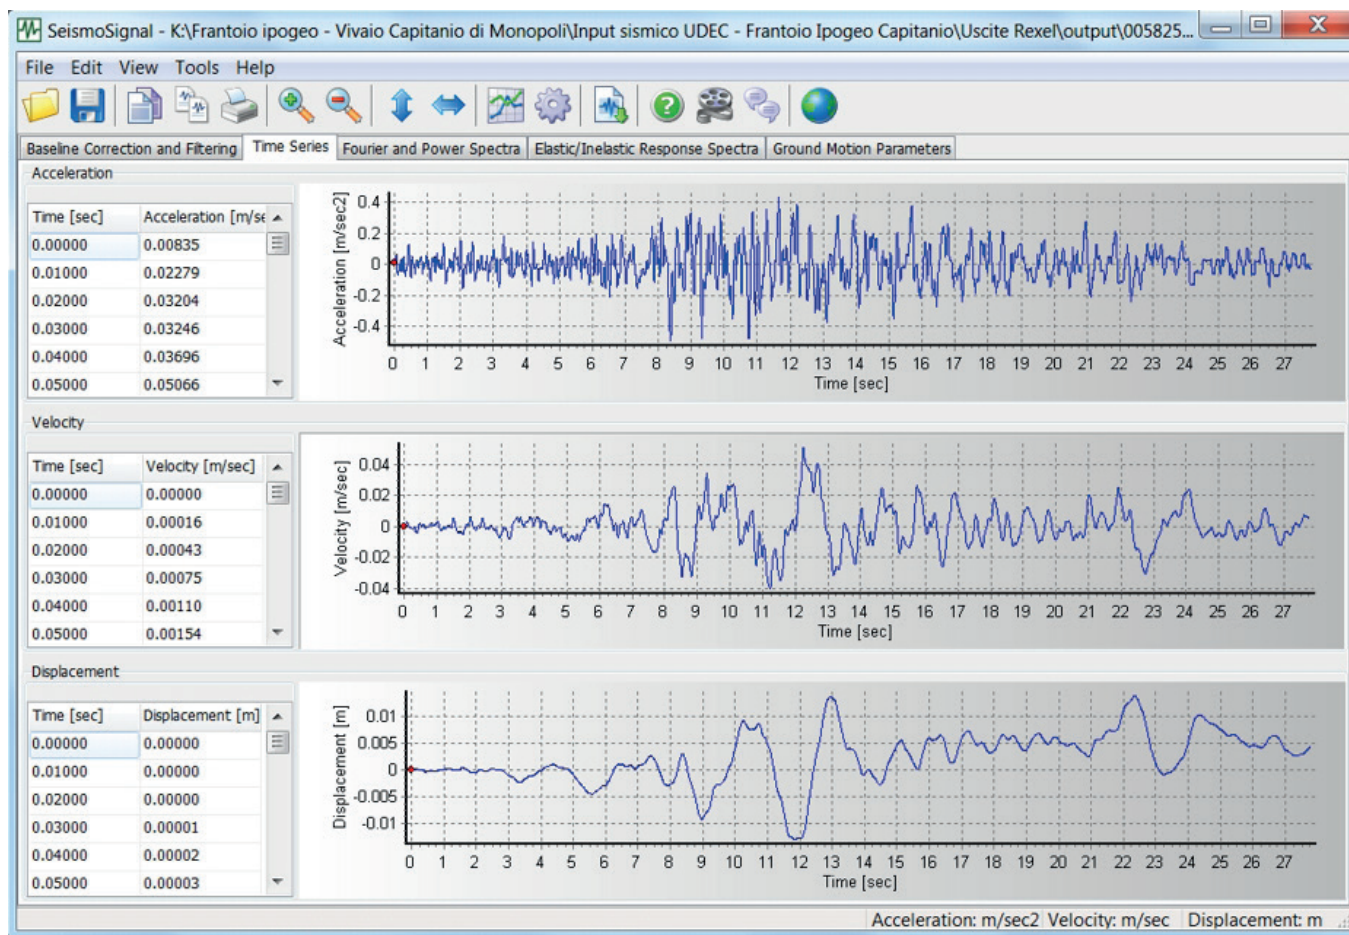 SeismoSignal - K:\Frantoio ipogeo - Vivaio Capitanio di Monopoli\Input sismico UDEC - Frantoio Ipogeo Capitanio\Uscite Rexel\output\005825...
File Edit View Tools Help
Baseline Correction and Filtering Time Series Fourier and Power Spectra Elastic/Inelastic Response Spectra Ground Motion Parameters
Acceleration
Time [sec] Acceleration [m/se
0.00000 0.00835
0.01000 0.02279
0.02000 0.03204
0.03000 0.03246
0.04000 0.03696
0.05000 0.05066
Acceleration [m/sec2]
0.4
0.2
0
-0.2
-0.4
0 1 2 3 4 5 6 7 8 9 10 11 12 13 14 15 16 17 18 19 20 21 22 23 24 25 26 27
Time [sec]
Velocity
Time [sec] Velocity [m/sec]
0.00000 0.00000
0.01000 0.00016
0.02000 0.00043
0.03000 0.00075
0.04000 0.00110
0.05000 0.00154
Velocity [m/sec]
0.04
0.02
0
-0.02
-0.04
0 1 2 3 4 5 6 7 8 9 10 11 12 13 14 15 16 17 18 19 20 21 22 23 24 25 26 27
Time [sec]
Displacement
Time [sec] Displacement [m]
0.00000 0.00000
0.01000 0.00000
0.02000 0.00000
0.03000 0.00001
0.04000 0.00002
0.05000 0.00003
Displacement [m]
0.01
0.005
0
-0.005
-0.01
0 1 2 3 4 5 6 7 8 9 10 11 12 13 14 15 16 17 18 19 20 21 22 23 24 25 26 27
Time [sec]
Acceleration: m/sec2 Velocity: m/sec Displacement: m